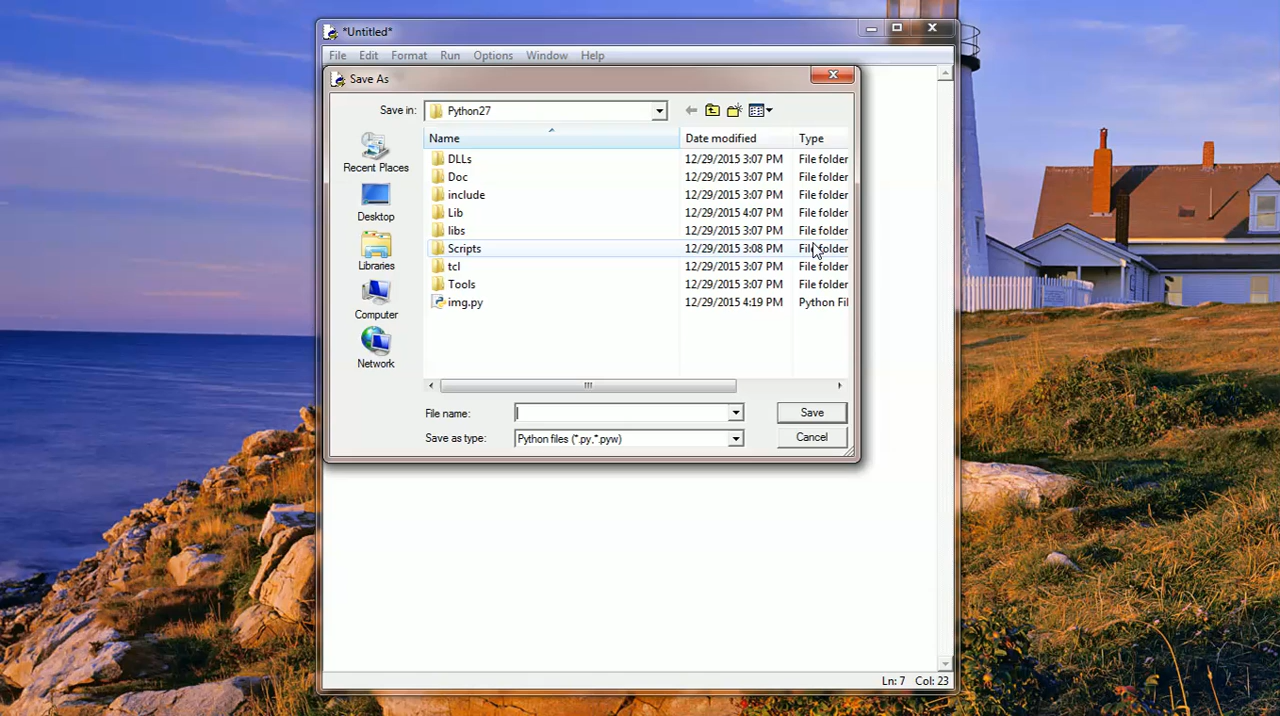 *Untitled*
File Edit Format Run Options Window Help
Save As
Save in: Python27
Name Date modified Type
Recent Places
Desktop
Libraries
Computer
Network
DLLs 12/29/2015 3:07 PM File folder
Doc 12/29/2015 3:07 PM File folder
include 12/29/2015 3:07 PM File folder
Lib 12/29/2015 4:07 PM File folder
libs 12/29/2015 3:07 PM File folder
Scripts 12/29/2015 3:08 PM File folder
tcl 12/29/2015 3:07 PM File folder
Tools 12/29/2015 3:07 PM File folder
img.py 12/29/2015 4:19 PM Python Fil
File name: Save
Save as type: Python files (*.py,*.pyw) Cancel
Ln: 7 Col: 23